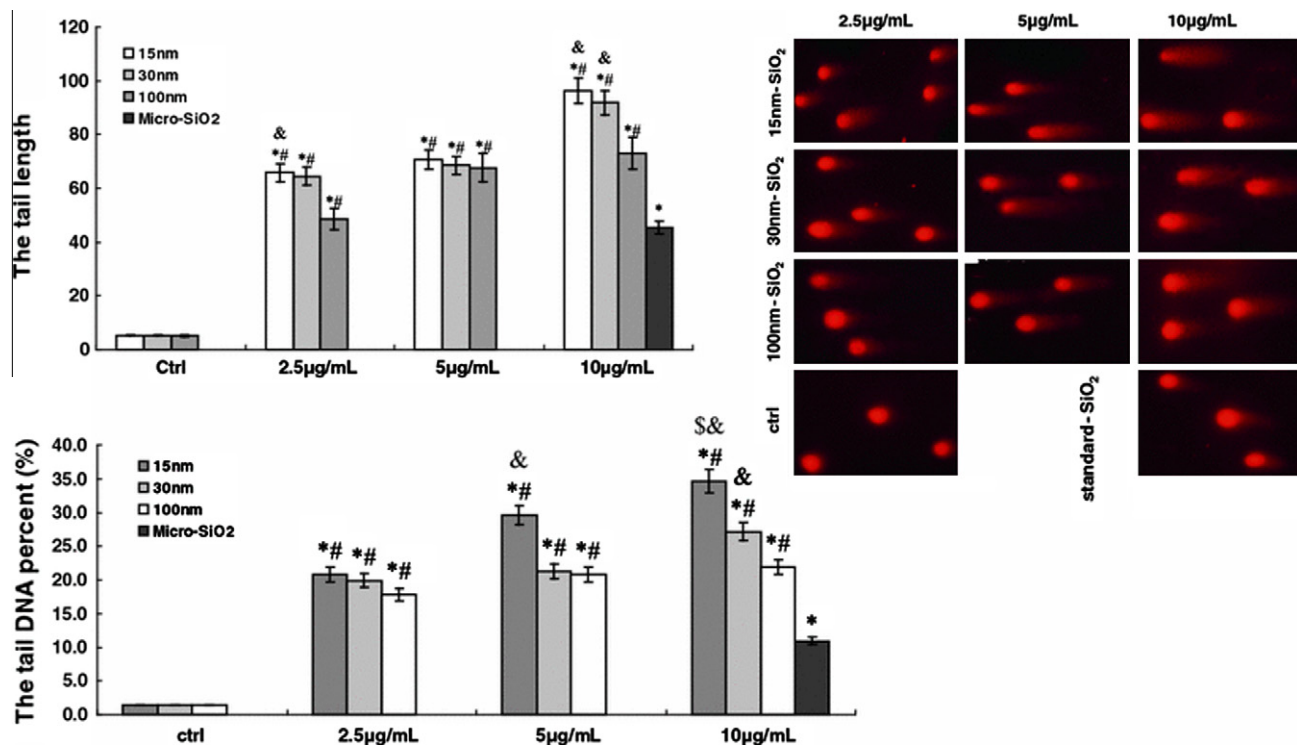 120
100
80
60
40
20
0
The tail length
15nm
30nm
100nm
Micro-SiO2
&
*#
*#
*#
*#
*#
*#
&
*#
&
*#
*#
*
Ctrl
2.5µg/mL
5µg/mL
10µg/mL
40.0
35.0
30.0
25.0
20.0
15.0
10.0
5.0
0.0
The tail DNA percent (%)
15nm
30nm
100nm
Micro-SiO2
*#
*#
*#
&
*#
*#
*#
$&
*#
&
*#
*#
*
ctrl
2.5µg/mL
5µg/mL
10µg/mL
2.5µg/mL
5µg/mL
10µg/mL
15nm-SiO₂
30nm-SiO₂
100nm-SiO₂
ctrl
standard-SiO₂